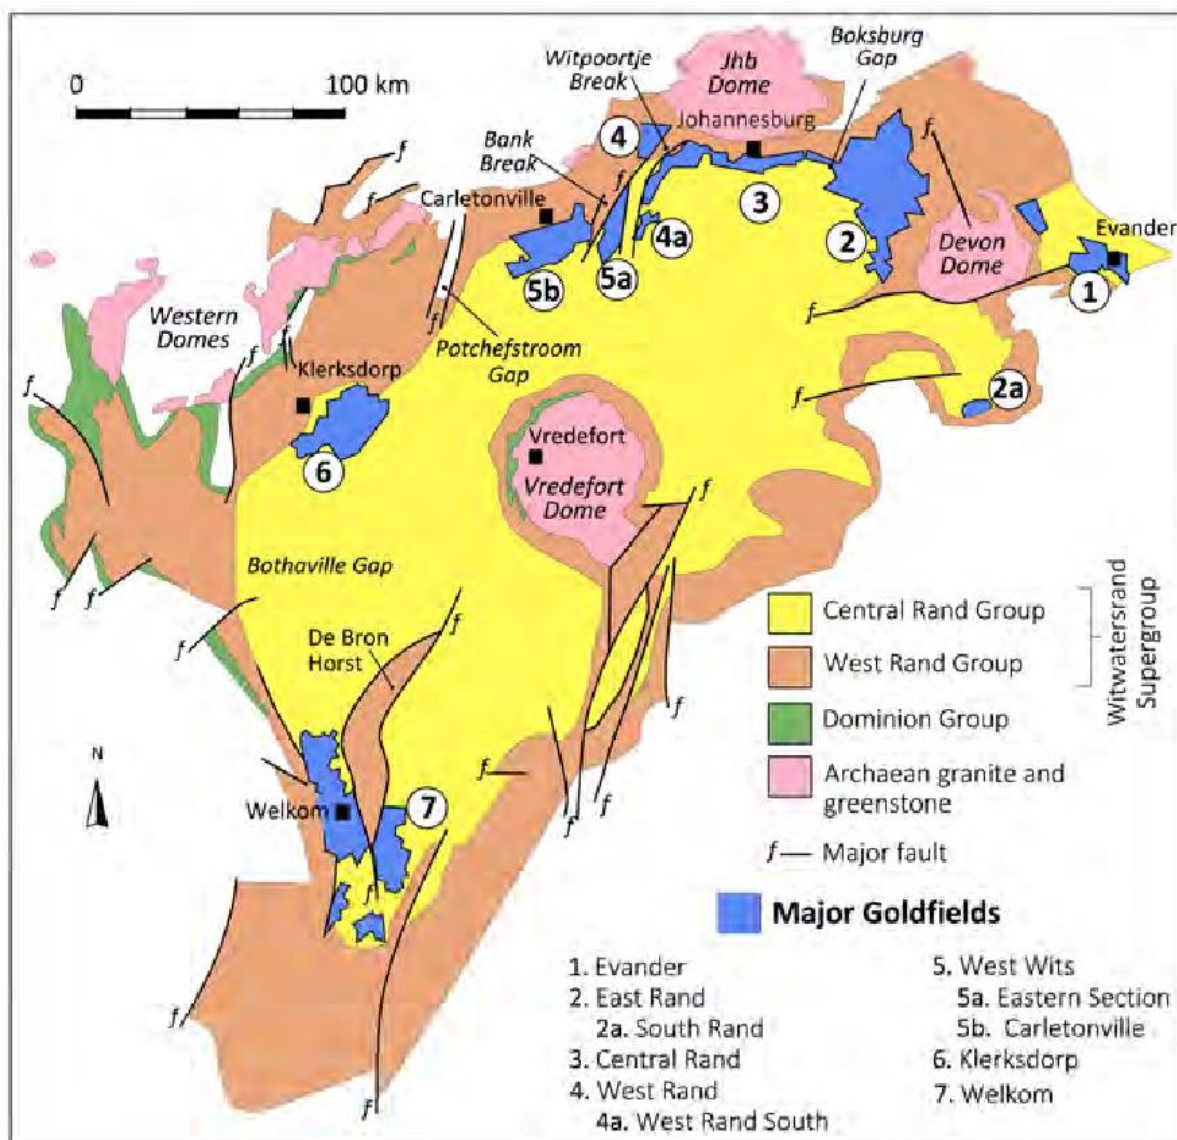 0
100 km
Witpoortje
Break
Jhb
Dome
Boksburg
Gap
Johannesburg
4
Bank
Break
f
f
f
f
Carletonville
3
4a
2
Devon
Dome
Evander
1
5b
5a
f
f
Western
Domes
Potchefstroom
Gap
f
f
Klerksdorp
f
f
2a
6
Vredefort
Vredefort
Dome
f
Bothaville Gap
f
f
f
De Bron
Horst
f
f
f
N
Welkom
7
f
f
f
f
f
Central Rand Group
West Rand Group
Dominion Group
Archaean granite and
greenstone
Witwatersrand
Supergroup
f — Major fault
Major Goldfields
1. Evander
2. East Rand
2a. South Rand
3. Central Rand
4. West Rand
4a. West Rand South
5. West Wits
5a. Eastern Section
5b. Carletonville
6. Klerksdorp
7. Welkom